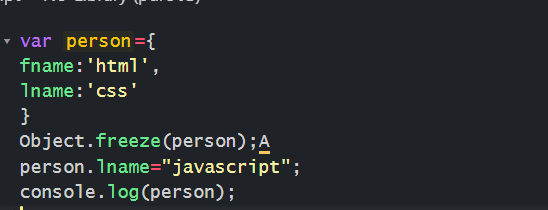 var person={
fname:'html',
lname:'css'
}
Object.freeze(person);A
person.lname="javascript";
console.log(person);